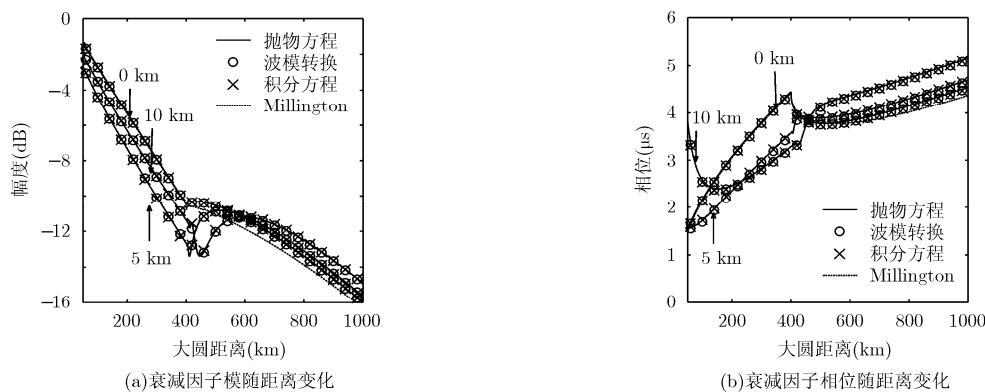 0
−4
−8
−12
−16
幅度(dB)
抛物方程
波模转换
积分方程
Millington
0 km
10 km
5 km
200 400 600 800 1000
大圆距离(km)
(a)衰减因子模随距离变化
6
5
4
3
2
1
0
相位(μs)
0 km
10 km
5 km
抛物方程
波模转换
积分方程
Millington
200 400 600 800 1000
大圆距离(km)
(b)衰减因子相位随距离变化